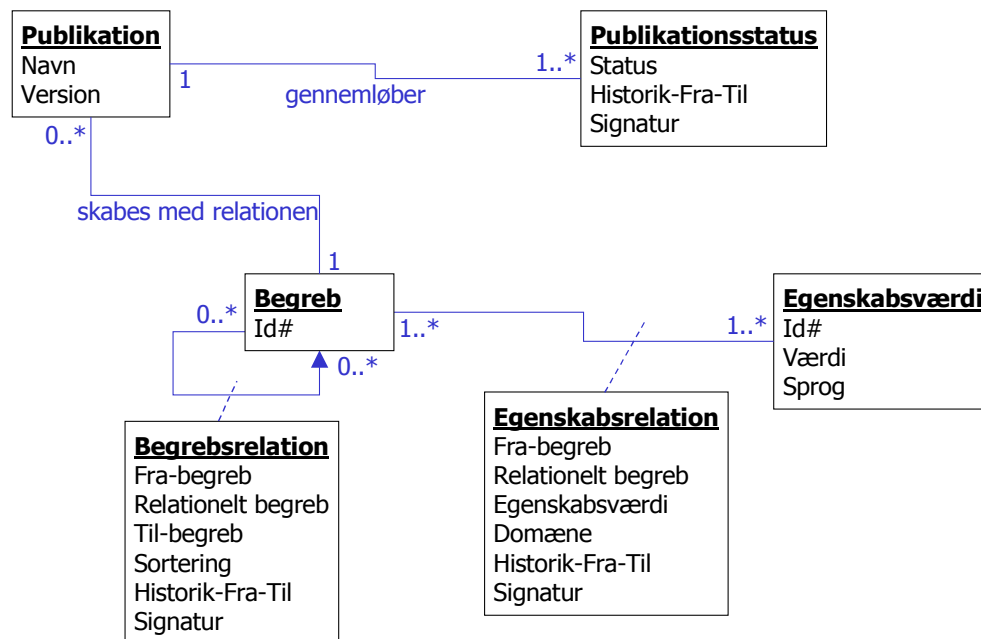 Publikation
Navn
Version
1
gennemløber
1..*
Publikationsstatus
Status
Historik-Fra-Til
Signatur
0..*
skabes med relationen
1
Begreb
Id#
0..*
0..*
1..*
1..*
Egenskabsværdi
Id#
Værdi
Sprog
Begrebsrelation
Fra-begreb
Relationelt begreb
Til-begreb
Sortering
Historik-Fra-Til
Signatur
Egenskabsrelation
Fra-begreb
Relationelt begreb
Egenskabsværdi
Domæne
Historik-Fra-Til
Signatur